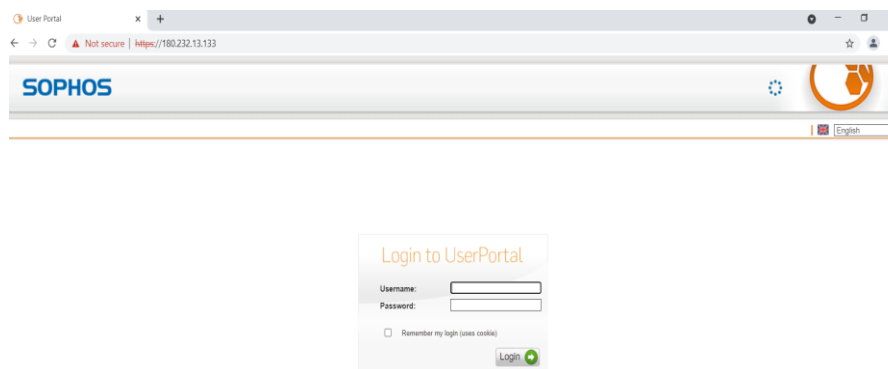 User Portal
Not secure | https://180.232.13.133
SOPHOS
English
Login to UserPortal
Username:
Password:
Remember my login (uses cookie)
Login